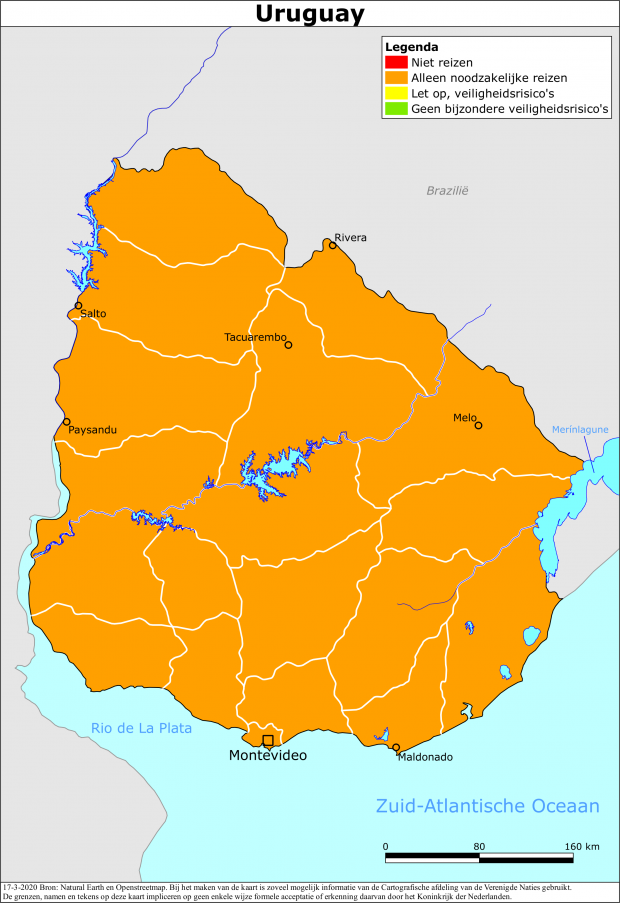 Uruguay
Legenda
Niet reizen
Alleen noodzakelijke reizen
Let op, veiligheidsrisico's
Geen bijzondere veiligheidsrisico's
Brazilië
Rivera
Salto
Tacuarembo
Paysandu
Melo
Merinlagune
Rio de La Plata
Montevideo
Maldonado
Zuid-Atlantische Oceaan
0 80 160 km
17-3-2020 Bron: Natural Earth en Openstreetmap. Bij het maken van de kaart is zoveel mogelijk informatie van de Cartografische afdeling van de Verenigde Naties gebruikt.
De grenzen, namen en tekens op deze kaart impliceren op geen enkele wijze formele acceptatie of erkenning daarvan door het Koninkrijk der Nederlanden.